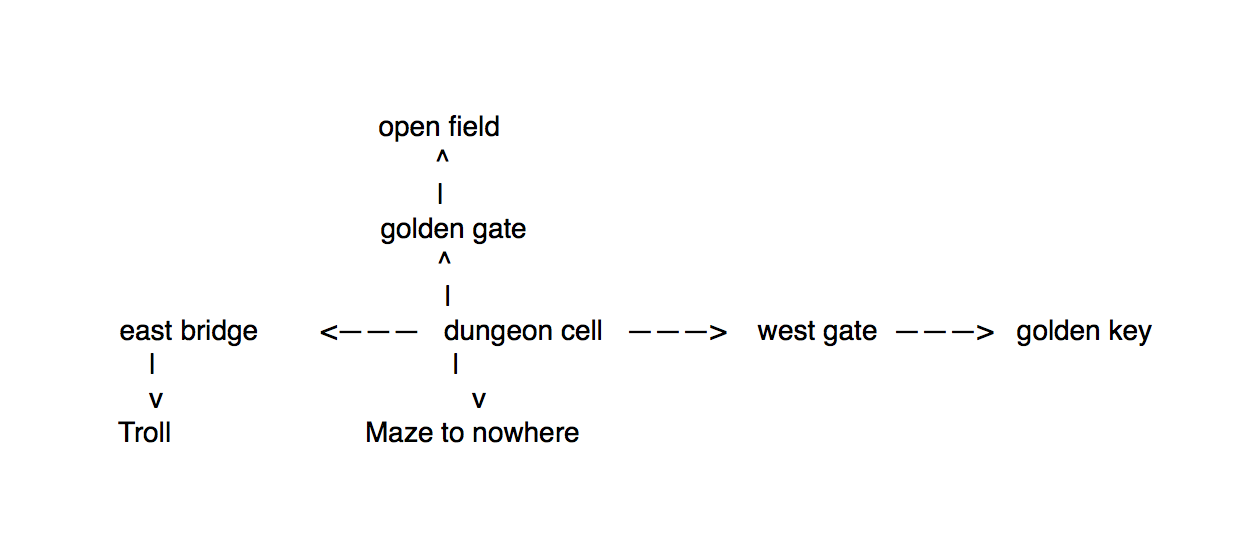 open field
^
|
golden gate
^
|
east bridge <——— dungeon cell ———> west gate ———> golden key
| |
v v
Troll Maze to nowhere